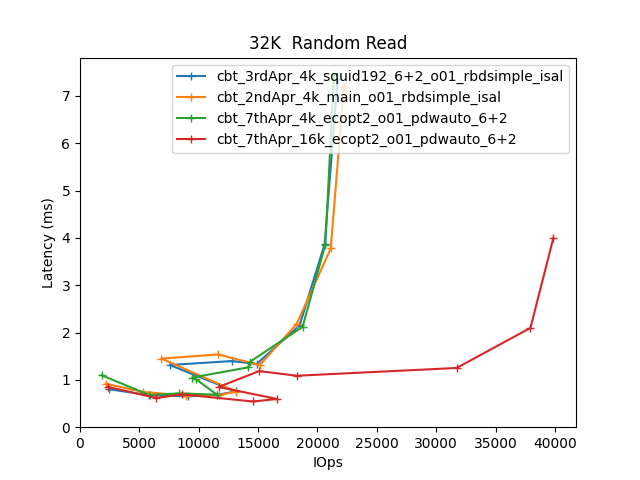 32K  Random Read
cbt_3rdApr_4k_squid192_6+2_o01_rbdsimple_isal
cbt_2ndApr_4k_main_o01_rbdsimple_isal
cbt_7thApr_4k_ecopt2_o01_pdwauto_6+2
cbt_7thApr_16k_ecopt2_o01_pdwauto_6+2
Latency (ms)
7
6
5
4
3
2
1
0
0 5000 10000 15000 20000 25000 30000 35000 40000
IOps